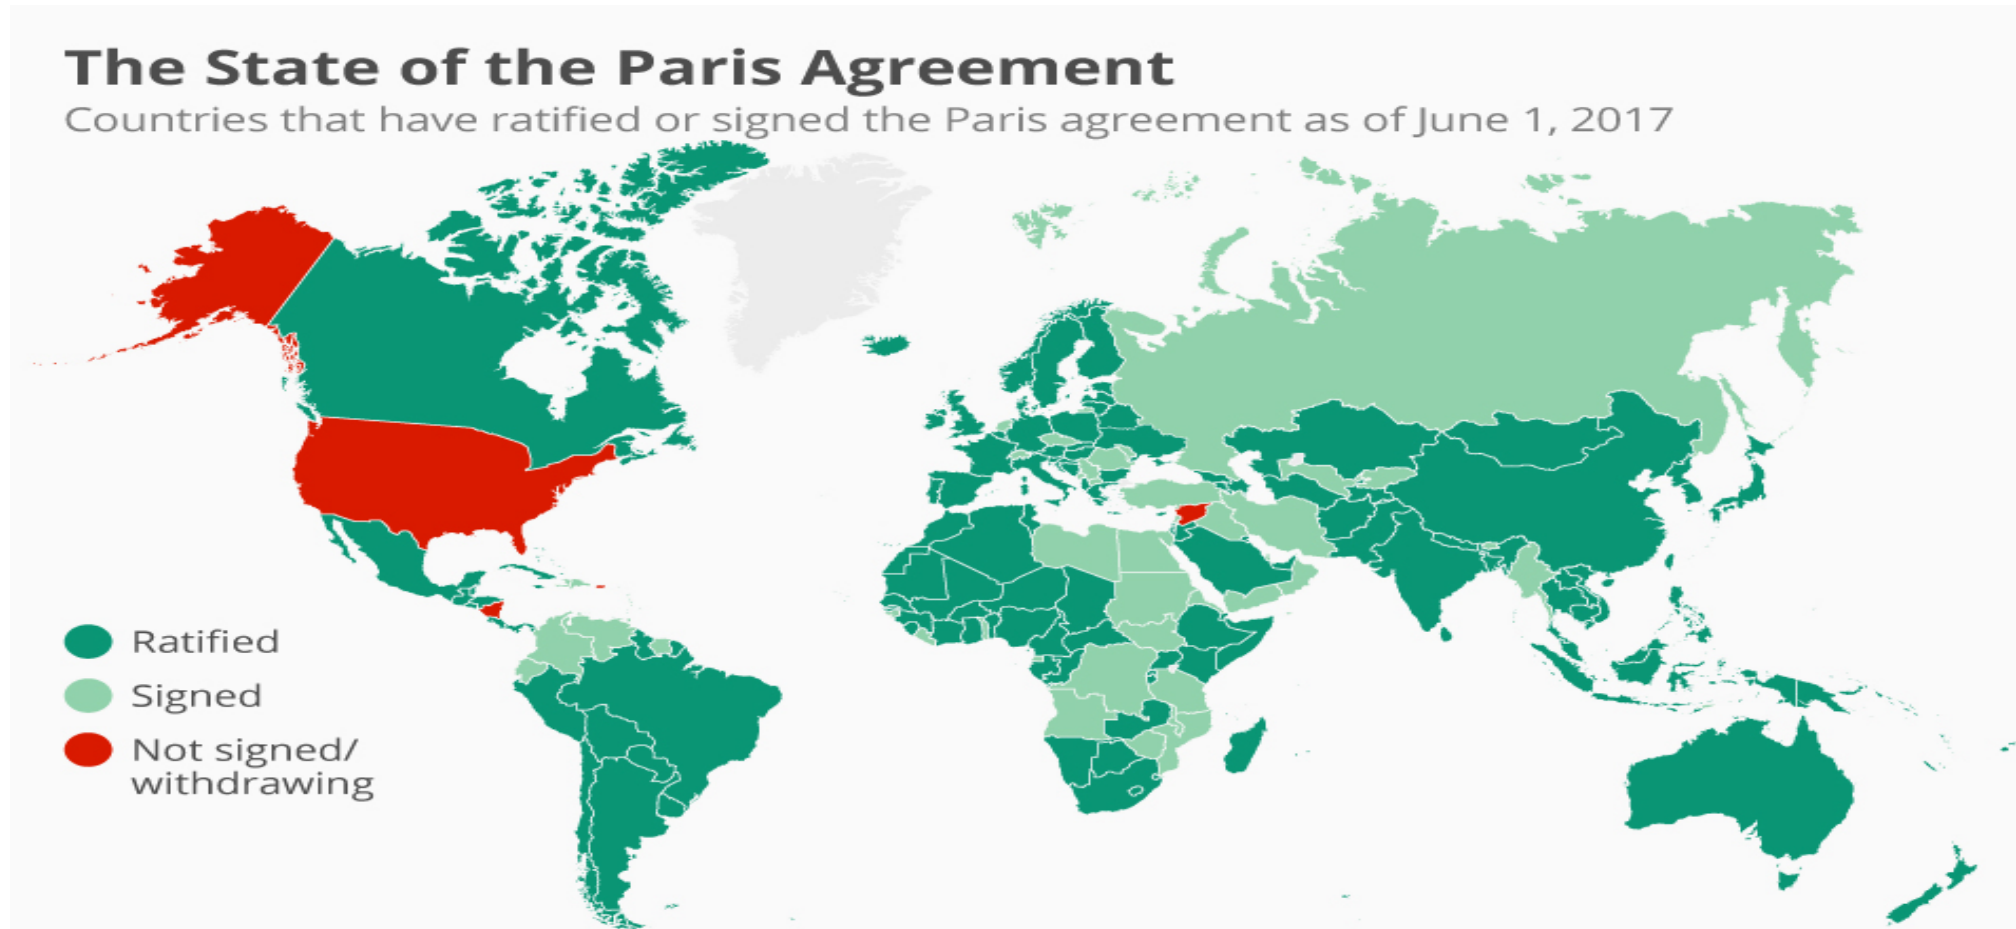 The State of the Paris Agreement
Countries that have ratified or signed the Paris agreement as of June 1, 2017
Ratified
Signed
Not signed/
withdrawing